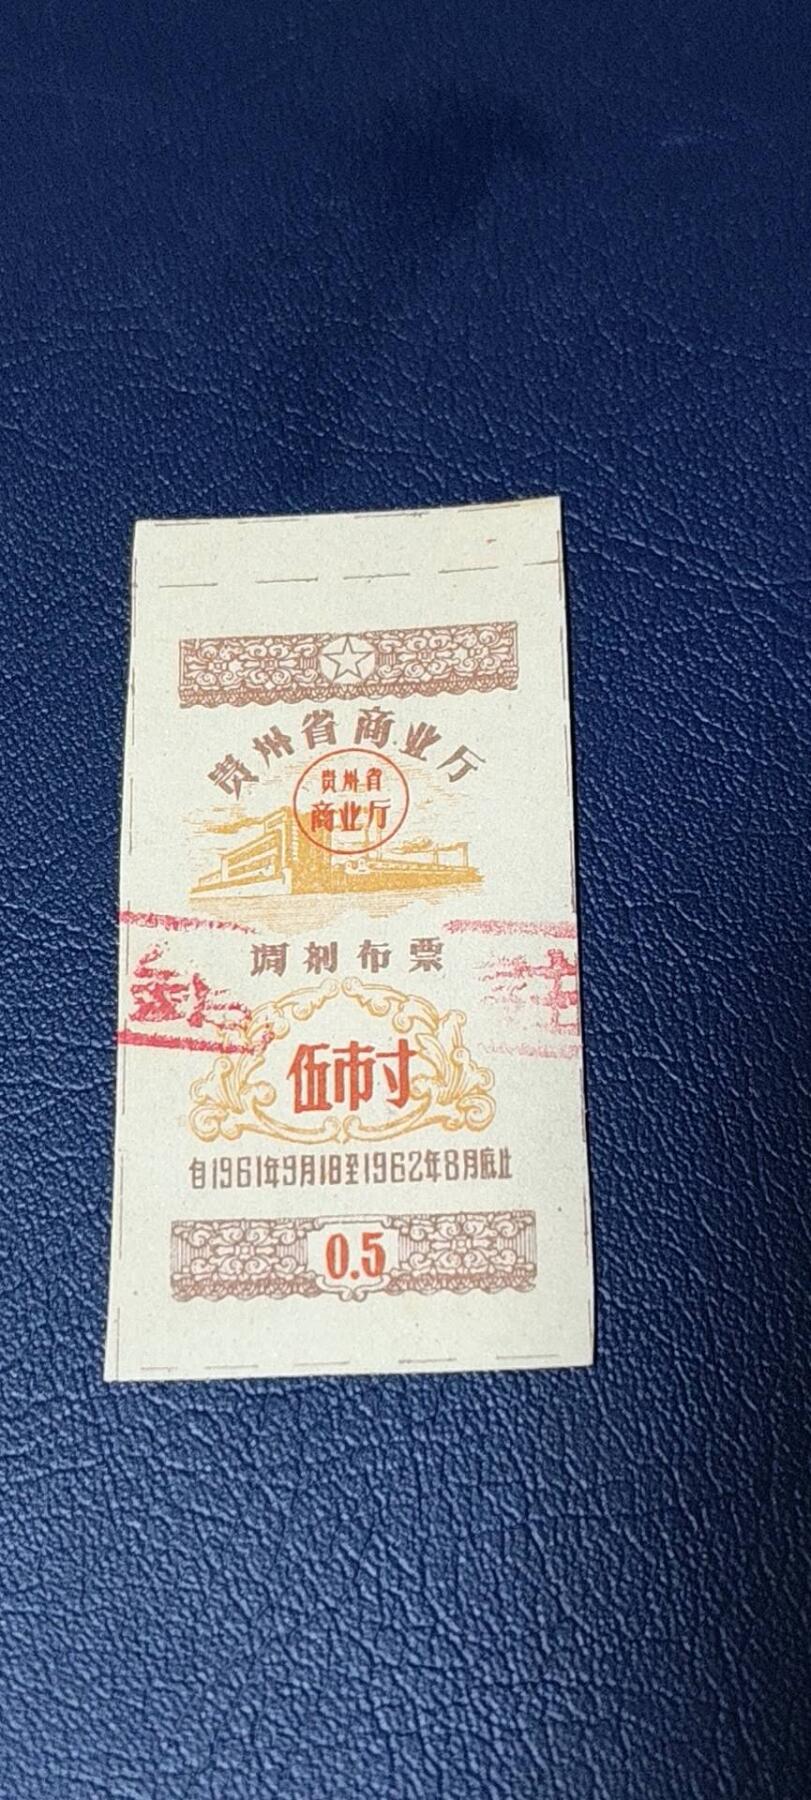 贵州省商业厅
贵州省
商业厅
调剂布票
伍市寸
自1961年9月1日至1962年8月底止
0.5